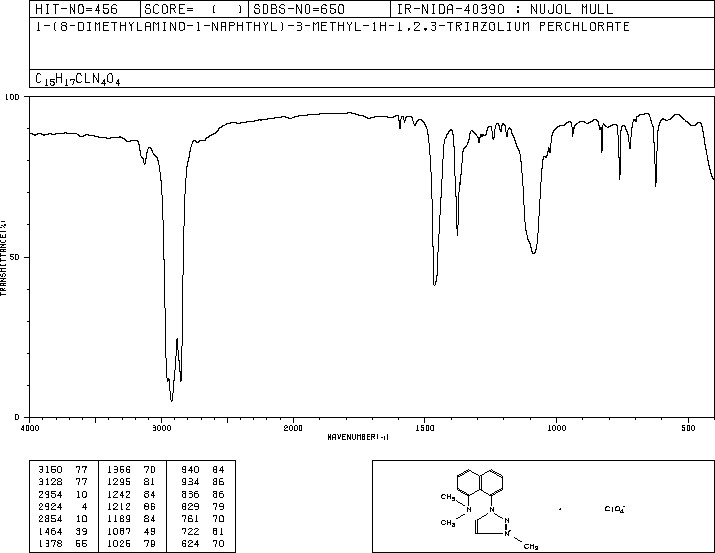 HIT-NO=456 SCORE= ( ) SDBS-NO=650 IR-NIDA-40390 : NUJOL MULL
1-(8-DIMETHYLAMINO-1-NAPHTHYL)-3-METHYL-1H-1,2,3-TRIAZOLIUM PERCHLORATE
C15H17CLN4O4
100
50
0
TRANSMITTANCE(%)
4000 3000 2000 1500 1000 500
WAVENUMBER(-1)
3160 77 1366 70 940 84
3128 77 1295 81 934 86
2954 10 1242 84 836 86
2924 4 1212 86 829 79
2854 10 1189 84 761 70
1464 39 1087 49 722 81
1378 55 1026 79 624 70
CH3
N
CH3
N
N
N+
CH3
ClO4-